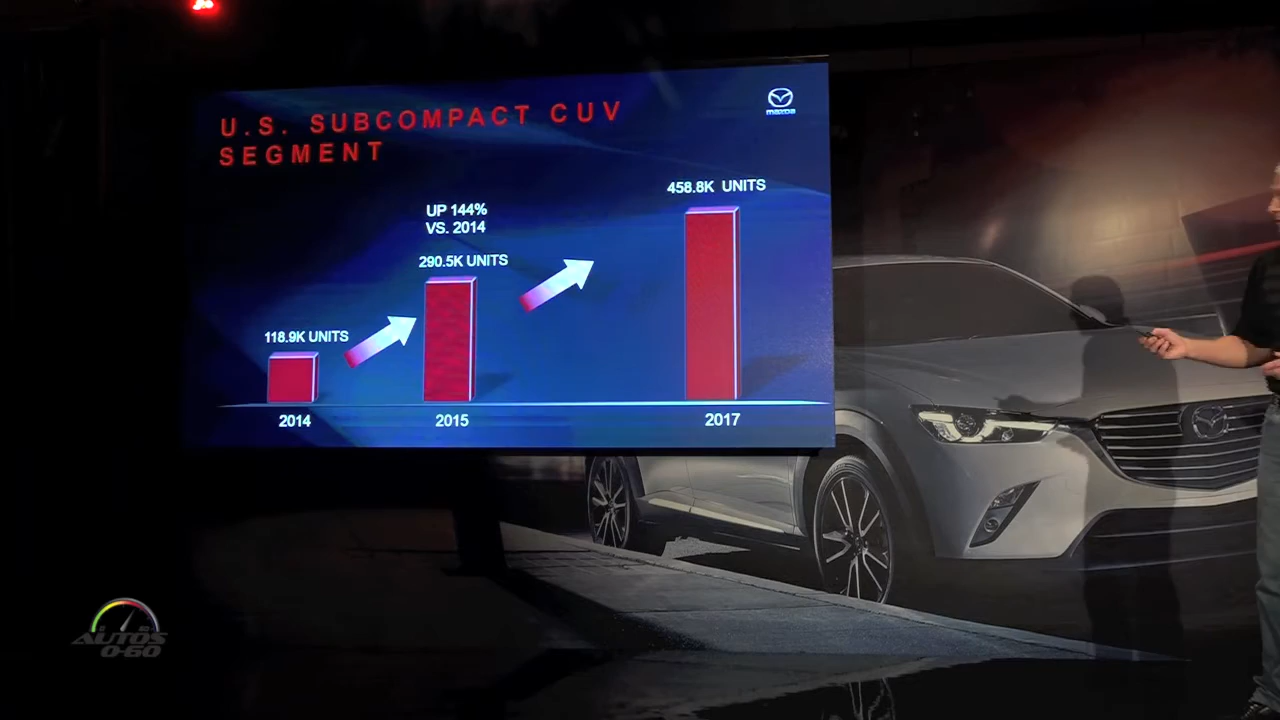 U.S. SUBCOMPACT CUV
SEGMENT
mazda
458.8K UNITS
UP 144%
VS. 2014
290.5K UNITS
118.9K UNITS
2014
2015
2017
AUTOS
0-60